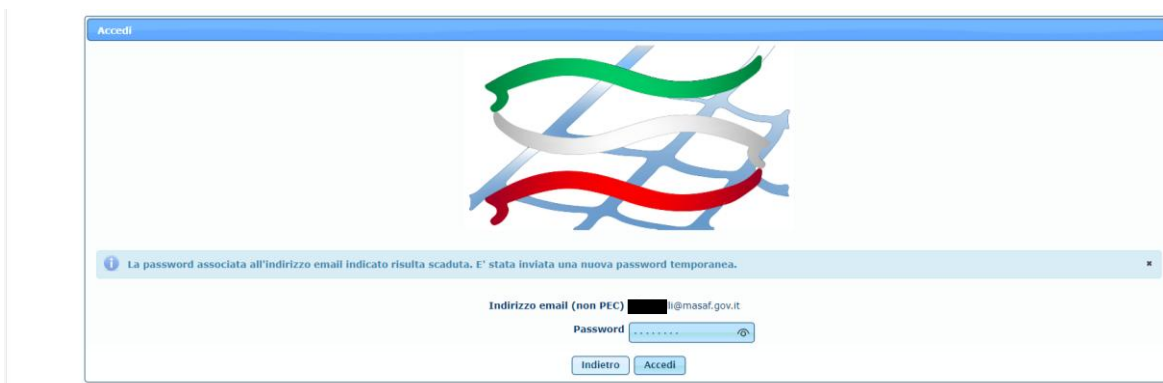 Accedi
La password associata all'indirizzo email indicato risulta scaduta. E' stata inviata una nuova password temporanea.
Indirizzo email (non PEC) li@masaf.gov.it
Password ........
Indietro Accedi